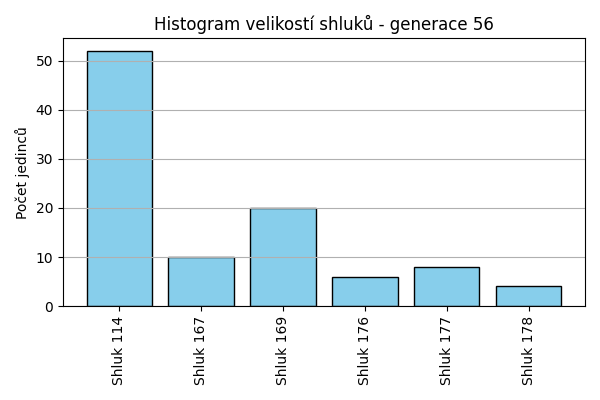 Histogram velikostí shluků - generace 56
Počet jedinců
50
40
30
20
10
0
Shluk 114
Shluk 167
Shluk 169
Shluk 176
Shluk 177
Shluk 178